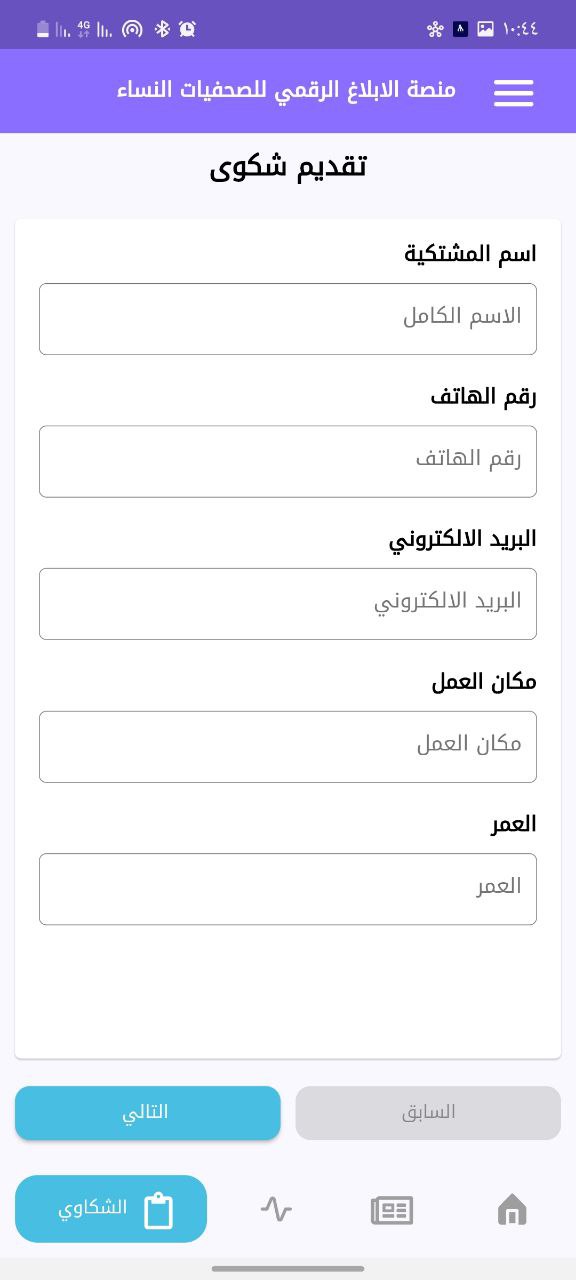 4G
١٠:٤٤
منصة الابلاغ الرقمي للصحفيات النساء
تقديم شكوى
اسم المشتكية
الاسم الكامل
رقم الهاتف
رقم الهاتف
البريد الالكتروني
البريد الالكتروني
مكان العمل
مكان العمل
العمر
العمر
السابق
التالي
الشكاوي